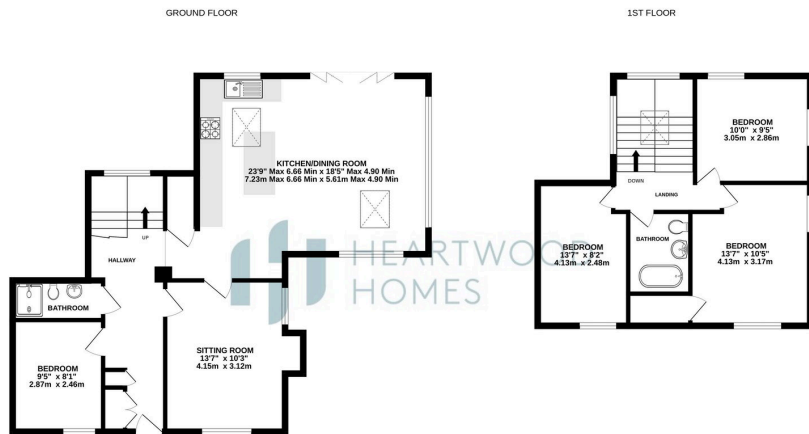 GROUND FLOOR
1ST FLOOR
KITCHEN/DINING ROOM
23'9" Max 6.66 Min x 18'5" Max 4.90 Min
7.23m Max 6.66 Min x 5.61m Max 4.90 Min
UP
HALLWAY
BATHROOM
BEDROOM
9'5" x 8'1"
2.87m x 2.46m
SITTING ROOM
13'7" x 10'3"
4.15m x 3.12m
HEARTWOOD
HOMES
BEDROOM
10'0" x 9'5"
3.05m x 2.86m
DOWN
LANDING
BEDROOM
13'7" x 8'2"
4.13m x 2.48m
BATHROOM
BEDROOM
13'7" x 10'5"
4.13m x 3.17m